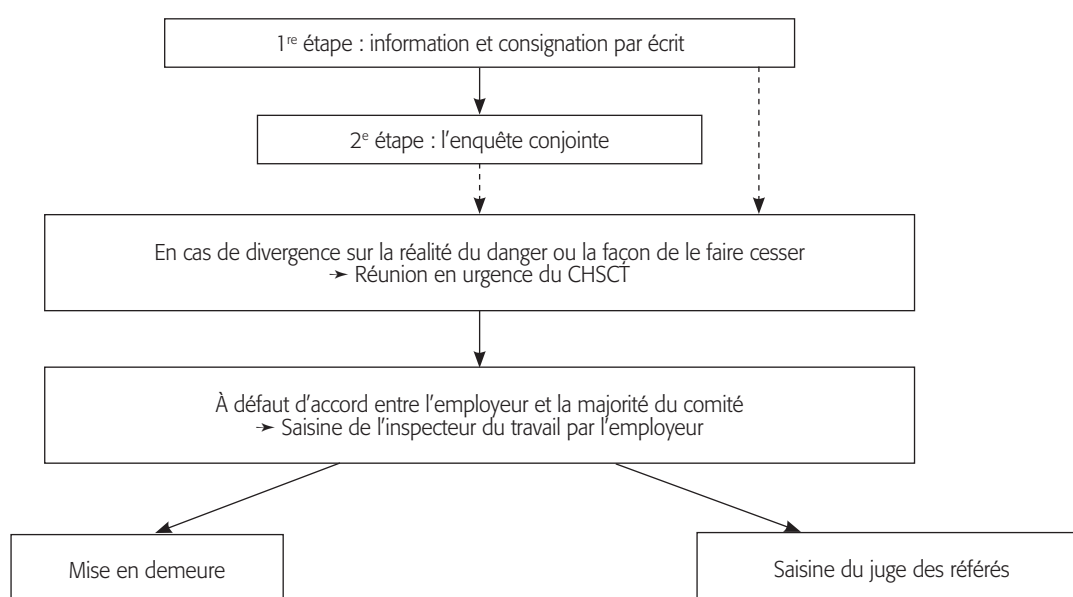 1re étape : information et consignation par écrit
2e étape : l'enquête conjointe
En cas de divergence sur la réalité du danger ou la façon de le faire cesser
➛ Réunion en urgence du CHSCT
À défaut d'accord entre l'employeur et la majorité du comité
➛ Saisine de l'inspecteur du travail par l'employeur
Mise en demeure
Saisine du juge des référés